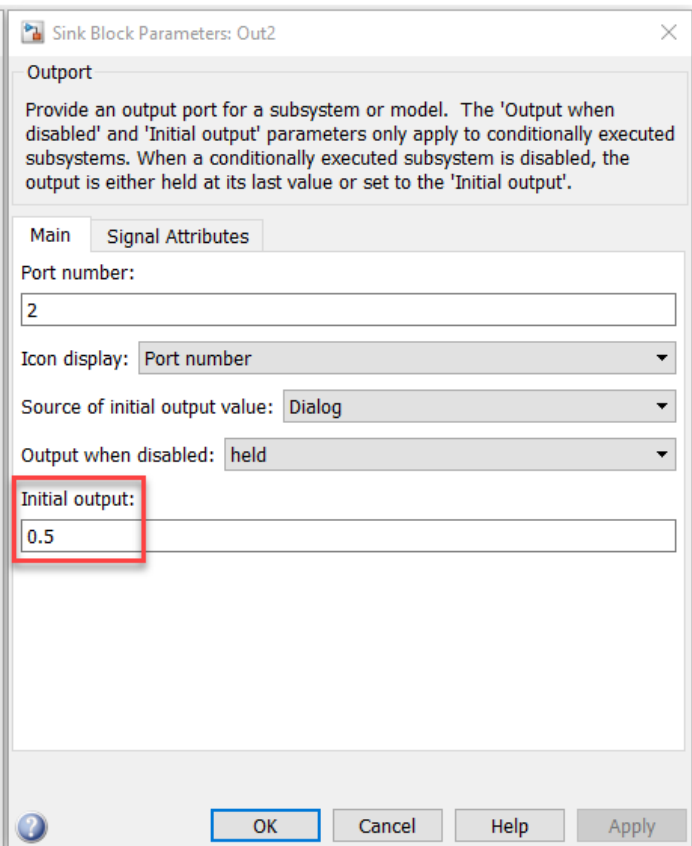 Sink Block Parameters: Out2
Outport
Provide an output port for a subsystem or model. The 'Output when
disabled' and 'Initial output' parameters only apply to conditionally executed
subsystems. When a conditionally executed subsystem is disabled, the
output is either held at its last value or set to the 'Initial output'.
Main Signal Attributes
Port number:
2
Icon display: Port number
Source of initial output value: Dialog
Output when disabled: held
Initial output:
0.5
OK Cancel Help Apply